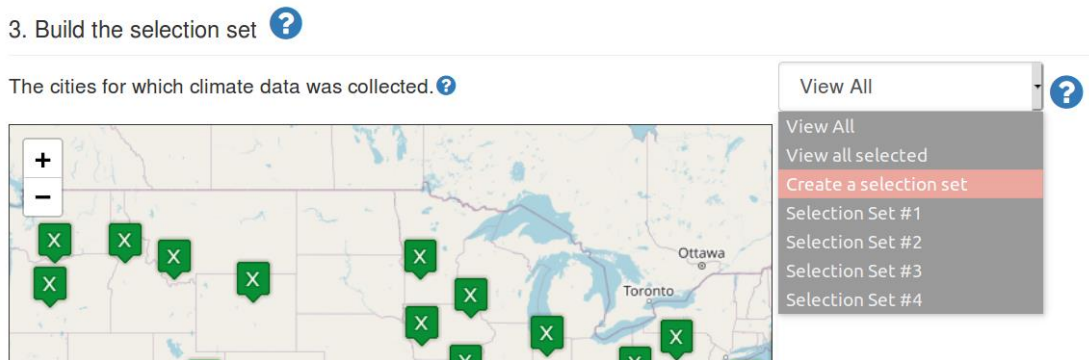 3. Build the selection set ?
The cities for which climate data was collected. ?
View All
?
View All
View all selected
Create a selection set
Selection Set #1
Selection Set #2
Selection Set #3
Selection Set #4
+
−
X
X
X
X
X
X
X
X
X
X
X
X
Ottawa
Toronto